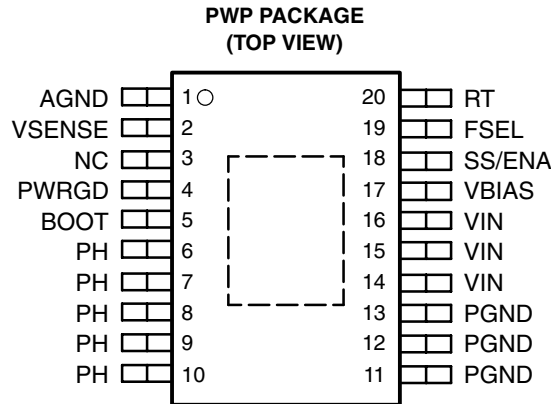 PWP PACKAGE
(TOP VIEW)
AGND 1 20 RT
VSENSE 2 19 FSEL
NC 3 18 SS/ENA
PWRGD 4 17 VBIAS
BOOT 5 16 VIN
PH 6 15 VIN
PH 7 14 VIN
PH 8 13 PGND
PH 9 12 PGND
PH 10 11 PGND